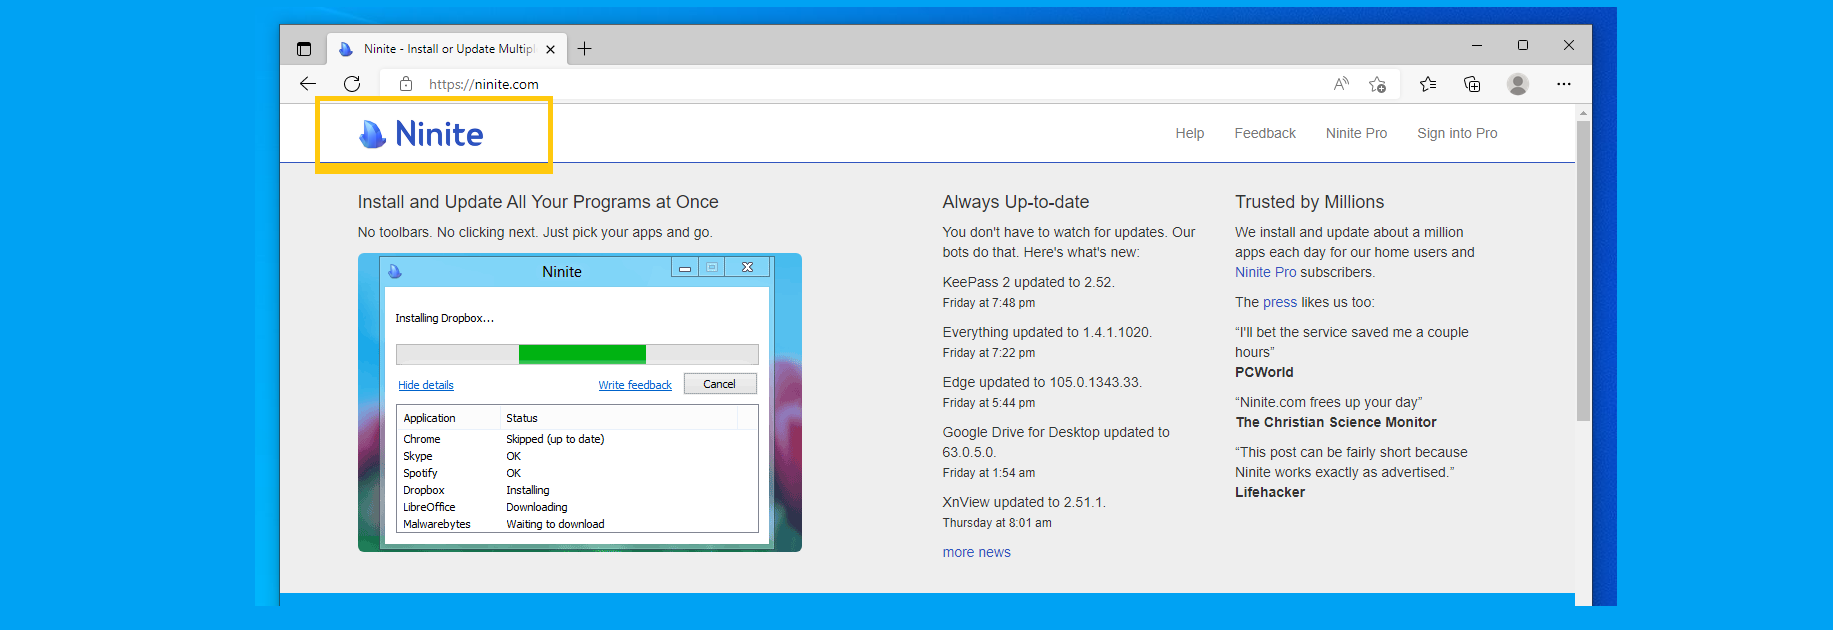 Ninite - Install or Update Multipl
https://ninite.com
Ninite
Help
Feedback
Ninite Pro
Sign into Pro
Install and Update All Your Programs at Once
No toolbars. No clicking next. Just pick your apps and go.
Ninite
Installing Dropbox...
Hide details
Write feedback
Cancel
Application Status
Chrome Skipped (up to date)
Skype OK
Spotify OK
Dropbox Installing
LibreOffice Downloading
Malwarebytes Waiting to download
Always Up-to-date
You don't have to watch for updates. Our
bots do that. Here's what's new:
KeePass 2 updated to 2.52.
Friday at 7:48 pm
Everything updated to 1.4.1.1020.
Friday at 7:22 pm
Edge updated to 105.0.1343.33.
Friday at 5:44 pm
Google Drive for Desktop updated to
63.0.5.0.
Friday at 1:54 am
XnView updated to 2.51.1.
Thursday at 8:01 am
more news
Trusted by Millions
We install and update about a million
apps each day for our home users and
Ninite Pro subscribers.
The press likes us too:
“I'll bet the service saved me a couple
hours”
PCWorld
“Ninite.com frees up your day”
The Christian Science Monitor
“This post can be fairly short because
Ninite works exactly as advertised.”
Lifehacker